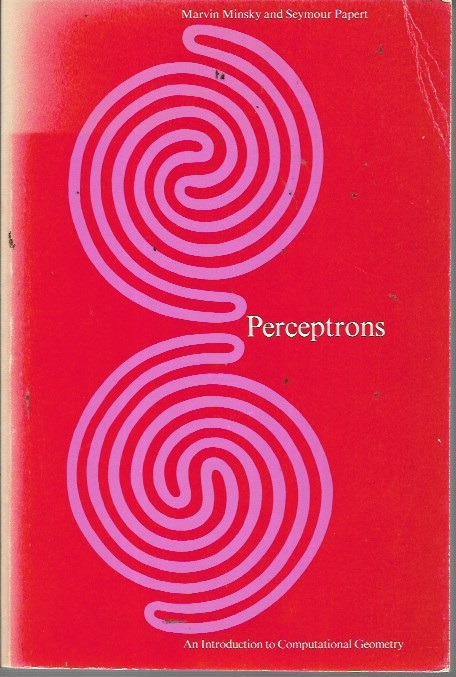 Marvin Minsky and Seymour Papert
Perceptrons
An Introduction to Computational Geometry